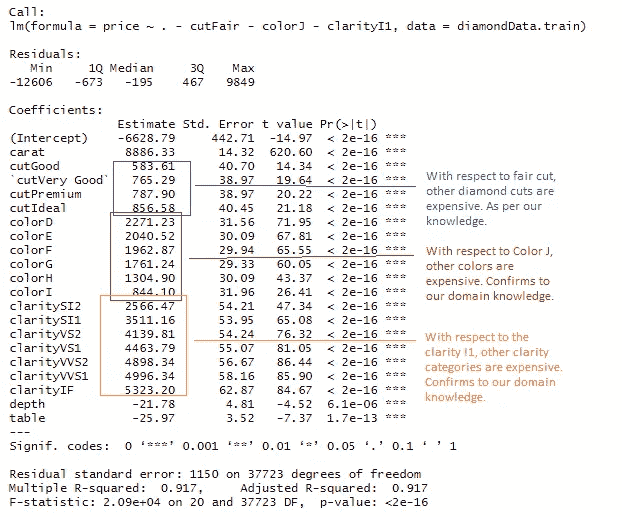 Call:
lm(formula = price ~ . - cutFair - colorJ - clarityI1, data = diamondData.train)
Residuals:
Min 1Q Median 3Q Max
-12606 -673 -195 467 9849
Coefficients:
Estimate Std. Error t value Pr(>|t|)
(Intercept) -6628.79 442.71 -14.97 < 2e-16 ***
carat 8886.33 14.32 620.60 < 2e-16 ***
cutGood 583.61 40.70 14.34 < 2e-16 ***
`cutVery Good` 765.29 38.97 19.64 < 2e-16 ***
cutPremium 787.90 38.97 20.22 < 2e-16 ***
cutIdeal 856.58 40.45 21.18 < 2e-16 ***
colorD 2271.23 31.56 71.95 < 2e-16 ***
colorE 2040.52 30.09 67.81 < 2e-16 ***
colorF 1962.87 29.94 65.55 < 2e-16 ***
colorG 1761.24 29.33 60.05 < 2e-16 ***
colorH 1304.90 30.09 43.37 < 2e-16 ***
colorI 844.10 31.96 26.41 < 2e-16 ***
claritySI2 2566.47 54.21 47.34 < 2e-16 ***
claritySI1 3511.16 53.95 65.08 < 2e-16 ***
clarityVS2 4139.81 54.24 76.32 < 2e-16 ***
clarityVS1 4463.79 55.07 81.05 < 2e-16 ***
clarityVVS2 4898.34 56.67 86.44 < 2e-16 ***
clarityVVS1 4996.34 58.16 85.90 < 2e-16 ***
clarityIF 5323.20 62.87 84.67 < 2e-16 ***
depth -21.78 4.81 -4.52 6.1e-06 ***
table -25.97 3.52 -7.37 1.7e-13 ***
---
Signif. codes: 0 ‘***’ 0.001 ‘**’ 0.01 ‘*’ 0.05 ‘.’ 0.1 ‘ ’ 1
Residual standard error: 1150 on 37723 degrees of freedom
Multiple R-squared: 0.917, Adjusted R-squared: 0.917
F-statistic: 2.09e+04 on 20 and 37723 DF, p-value: <2e-16
With respect to fair cut,
other diamond cuts are
expensive. As per our
knowledge.
With respect to Color J,
other colors are
expensive. Confirms to
our domain knowledge.
With respect to the
clarity I1, other clarity
categories are expensive.
Confirms to our domain
knowledge.